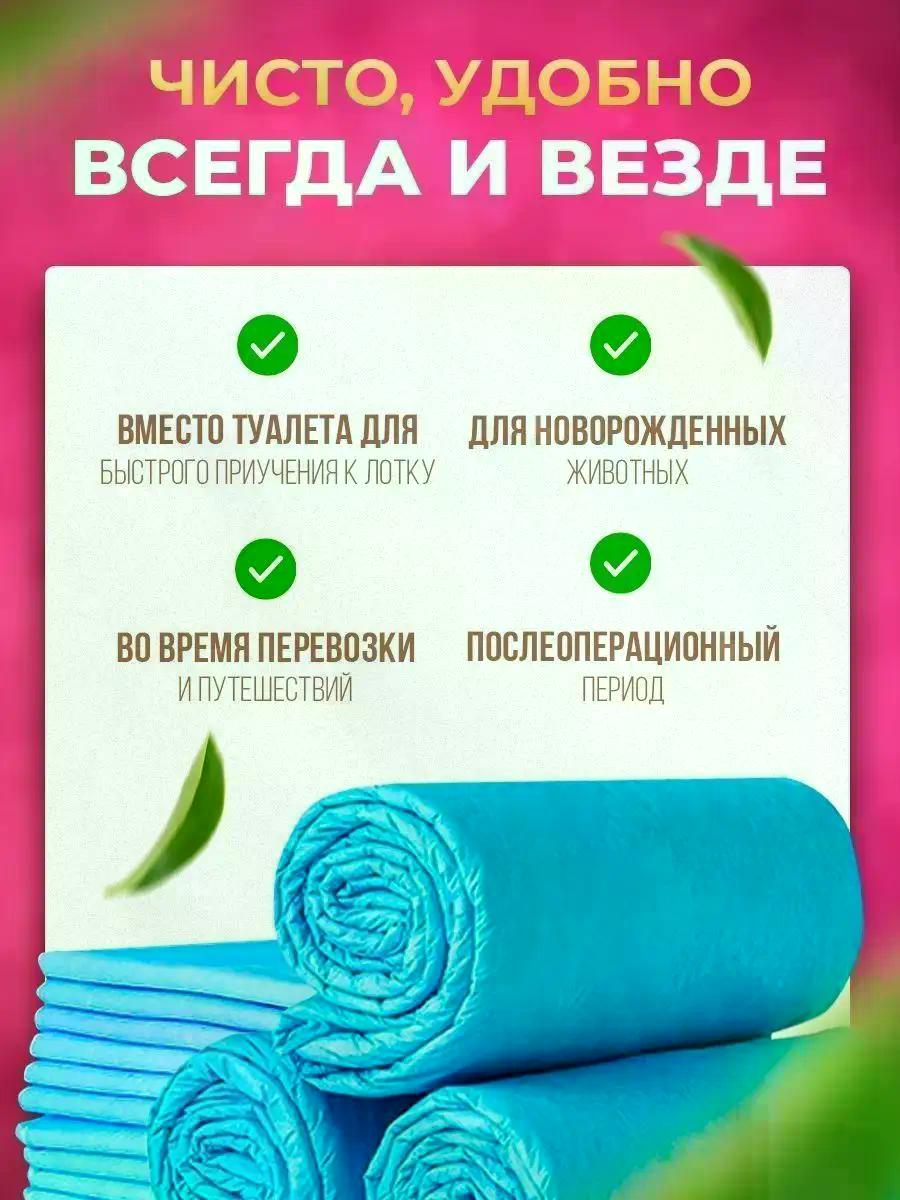 ЧИСТО, УДОБНО
ВСЕГДА И ВЕЗДЕ
ВМЕСТО ТУАЛЕТА ДЛЯ
БЫСТРОГО ПРИУЧЕНИЯ К ЛОТКУ
ДЛЯ НОВОРОЖДЕННЫХ
ЖИВОТНЫХ
ВО ВРЕМЯ ПЕРЕВОЗКИ
И ПУТЕШЕСТВИЙ
ПОСЛЕОПЕРАЦИОННЫЙ
ПЕРИОД